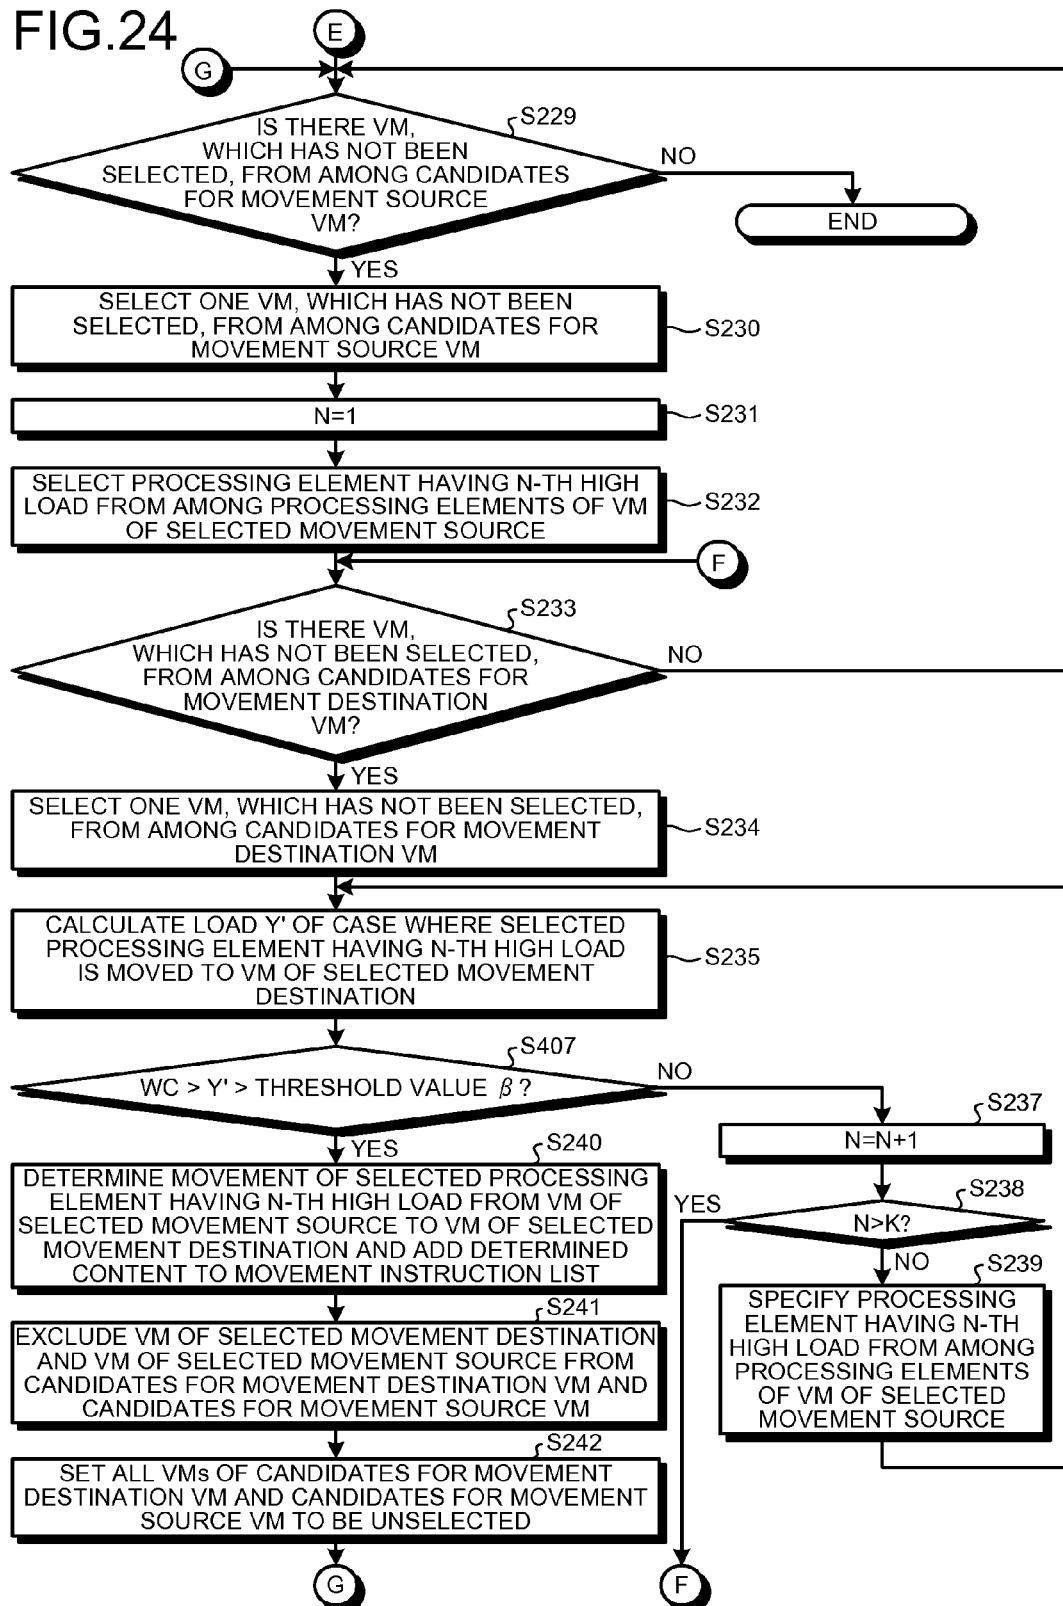 FIG.24
E
G
S229
IS THERE VM,
WHICH HAS NOT BEEN
SELECTED, FROM AMONG CANDIDATES
FOR MOVEMENT SOURCE
VM?
NO
END
YES
SELECT ONE VM, WHICH HAS NOT BEEN
SELECTED, FROM AMONG CANDIDATES FOR
MOVEMENT SOURCE VM
S230
N=1
S231
SELECT PROCESSING ELEMENT HAVING N-TH HIGH
LOAD FROM AMONG PROCESSING ELEMENTS OF VM
OF SELECTED MOVEMENT SOURCE
S232
F
S233
IS THERE VM,
WHICH HAS NOT BEEN SELECTED,
FROM AMONG CANDIDATES FOR
MOVEMENT DESTINATION
VM?
NO
YES
SELECT ONE VM, WHICH HAS NOT BEEN SELECTED,
FROM AMONG CANDIDATES FOR MOVEMENT
DESTINATION VM
S234
CALCULATE LOAD Y' OF CASE WHERE SELECTED
PROCESSING ELEMENT HAVING N-TH HIGH LOAD
IS MOVED TO VM OF SELECTED MOVEMENT
DESTINATION
S235
S407
WC > Y' > THRESHOLD VALUE β?
NO
YES
S237
N=N+1
S238
N>K?
YES
NO
S239
SPECIFY PROCESSING
ELEMENT HAVING N-TH
HIGH LOAD FROM AMONG
PROCESSING ELEMENTS
OF VM OF SELECTED
MOVEMENT SOURCE
S240
DETERMINE MOVEMENT OF SELECTED PROCESSING
ELEMENT HAVING N-TH HIGH LOAD FROM VM OF
SELECTED MOVEMENT SOURCE TO VM OF SELECTED
MOVEMENT DESTINATION AND ADD DETERMINED
CONTENT TO MOVEMENT INSTRUCTION LIST
S241
EXCLUDE VM OF SELECTED MOVEMENT DESTINATION
AND VM OF SELECTED MOVEMENT SOURCE FROM
CANDIDATES FOR MOVEMENT DESTINATION VM AND
CANDIDATES FOR MOVEMENT SOURCE VM
S242
SET ALL VMs OF CANDIDATES FOR MOVEMENT
DESTINATION VM AND CANDIDATES FOR MOVEMENT
SOURCE VM TO BE UNSELECTED
G
F